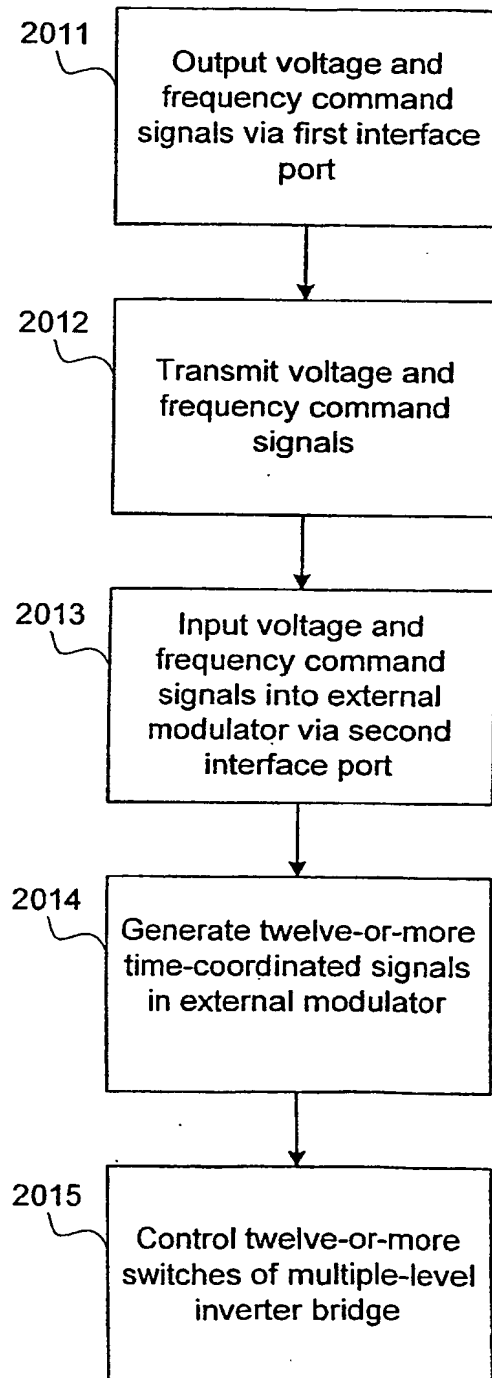 2011
Output voltage and
frequency command
signals via first interface
port
2012
Transmit voltage and
frequency command
signals
2013
Input voltage and
frequency command
signals into external
modulator via second
interface port
2014
Generate twelve-or-more
time-coordinated signals
in external modulator
2015
Control twelve-or-more
switches of multiple-level
inverter bridge